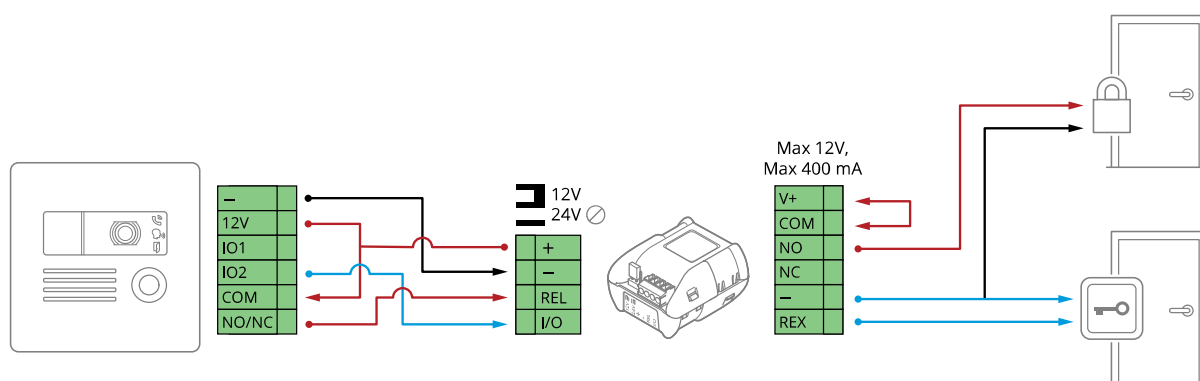 –
12V
IO1
IO2
COM
NO/NC
12V
24V
+
–
REL
I/O
Max 12V,
Max 400 mA
V+
COM
NO
NC
–
REX